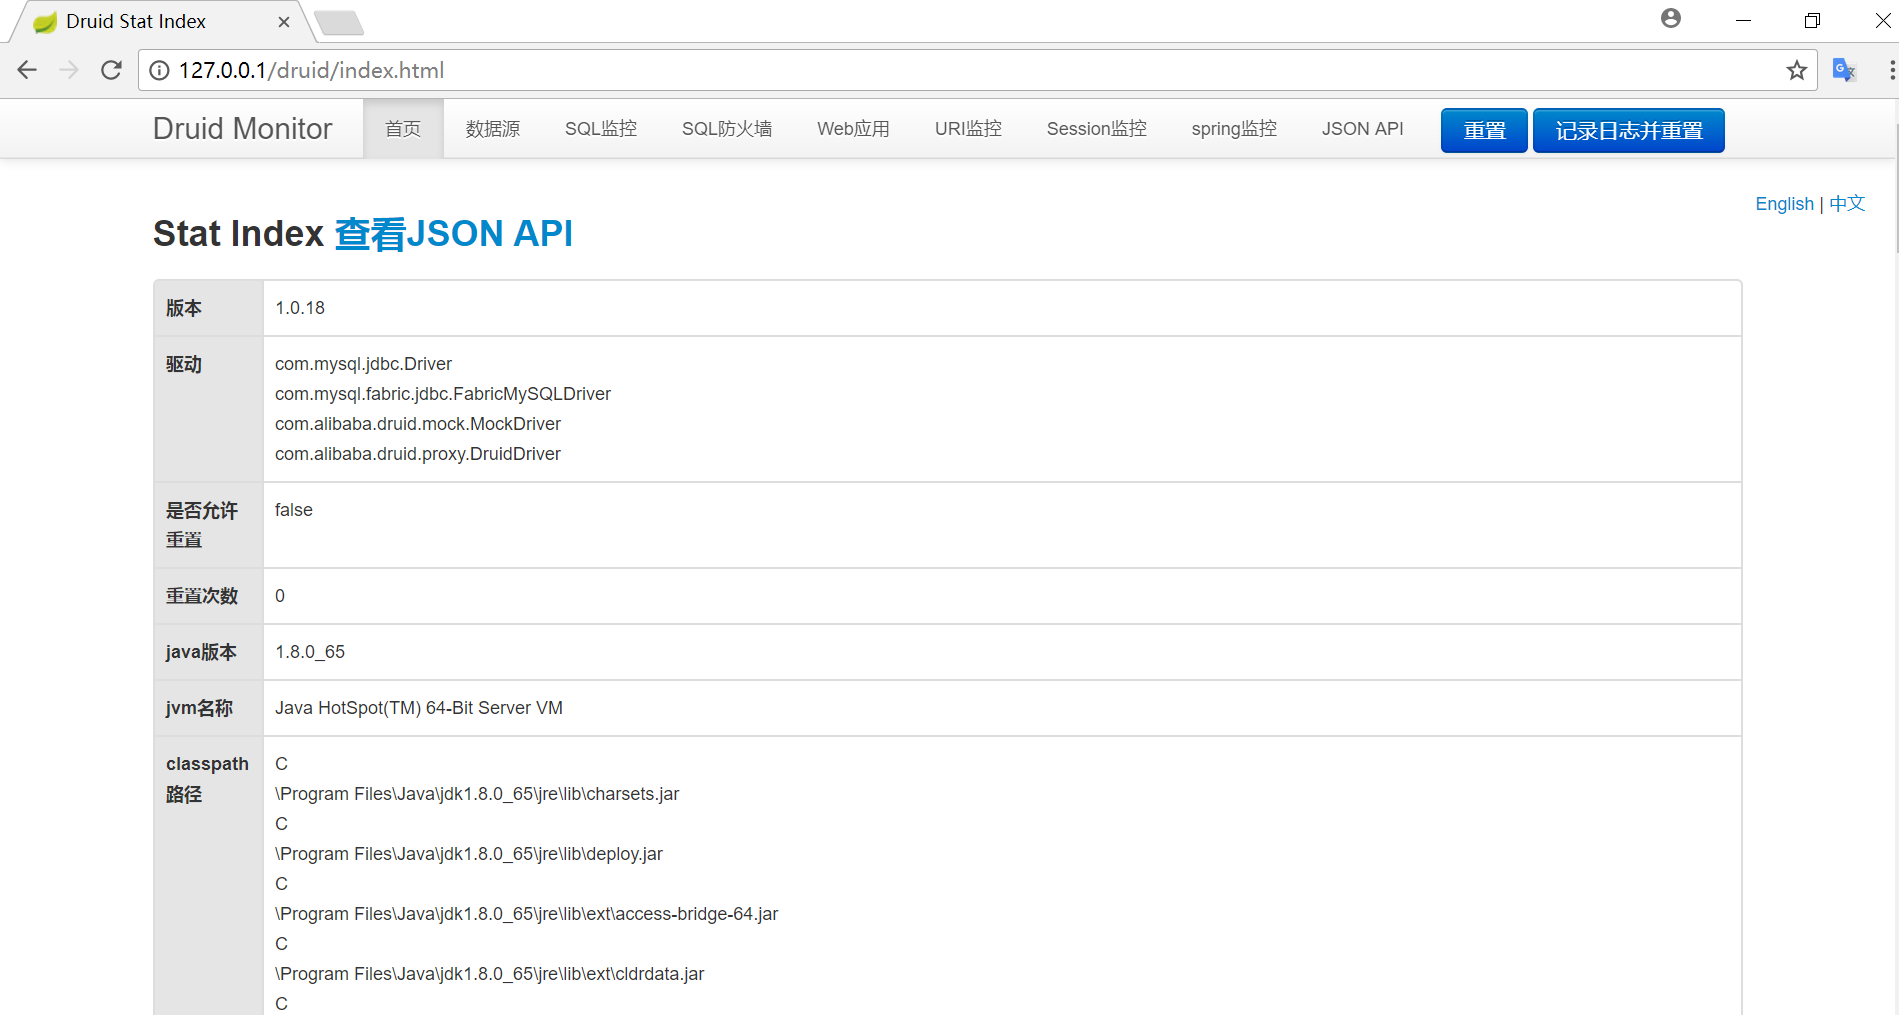 Druid Stat Index
127.0.0.1/druid/index.html
Druid Monitor 首页 数据源 SQL监控 SQL防火墙 Web应用 URI监控 Session监控 spring监控 JSON API 重置 记录日志并重置
English | 中文
Stat Index 查看JSON API
版本 1.0.18
驱动 com.mysql.jdbc.Driver
com.mysql.fabric.jdbc.FabricMySQLDriver
com.alibaba.druid.mock.MockDriver
com.alibaba.druid.proxy.DruidDriver
是否允许 false
重置
重置次数 0
java版本 1.8.0_65
jvm名称 Java HotSpot(TM) 64-Bit Server VM
classpath C
路径 \Program Files\Java\jdk1.8.0_65\jre\lib\charsets.jar
C
\Program Files\Java\jdk1.8.0_65\jre\lib\deploy.jar
C
\Program Files\Java\jdk1.8.0_65\jre\lib\ext\access-bridge-64.jar
C
\Program Files\Java\jdk1.8.0_65\jre\lib\ext\cldrdata.jar
C